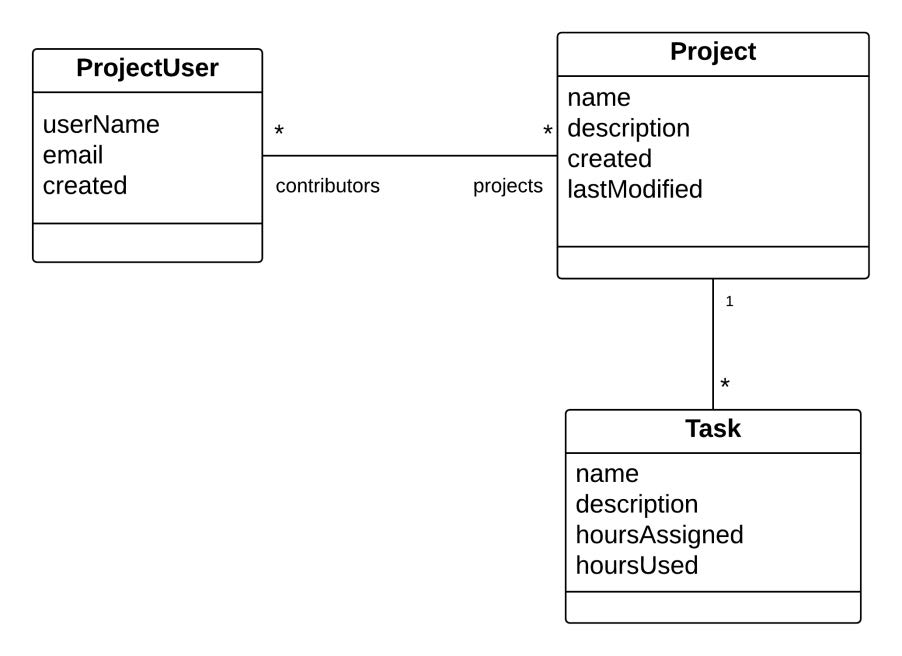 ProjectUser
userName
email
created
*
*
contributors
projects
Project
name
description
created
lastModified
1
*
Task
name
description
hoursAssigned
hoursUsed